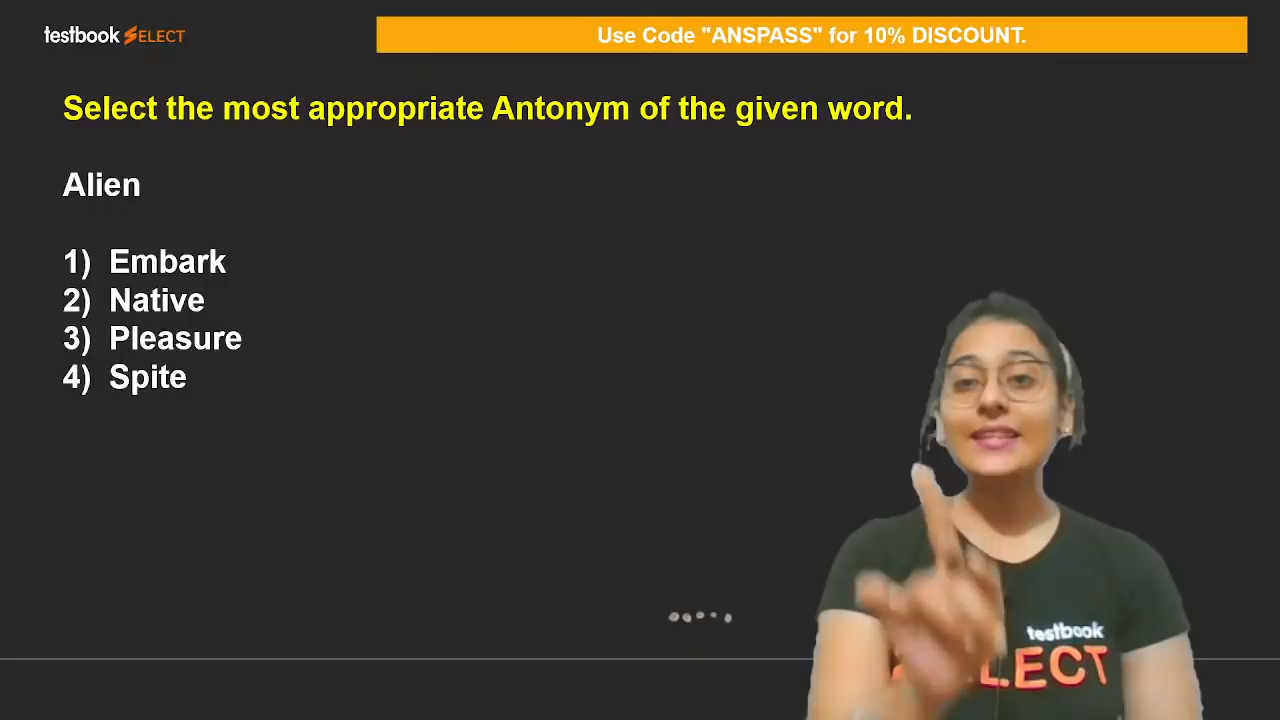 testbook SELECT
Use Code "ANSPASS" for 10% DISCOUNT.
Select the most appropriate Antonym of the given word.
Alien
1) Embark
2) Native
3) Pleasure
4) Spite
testbook
LECT